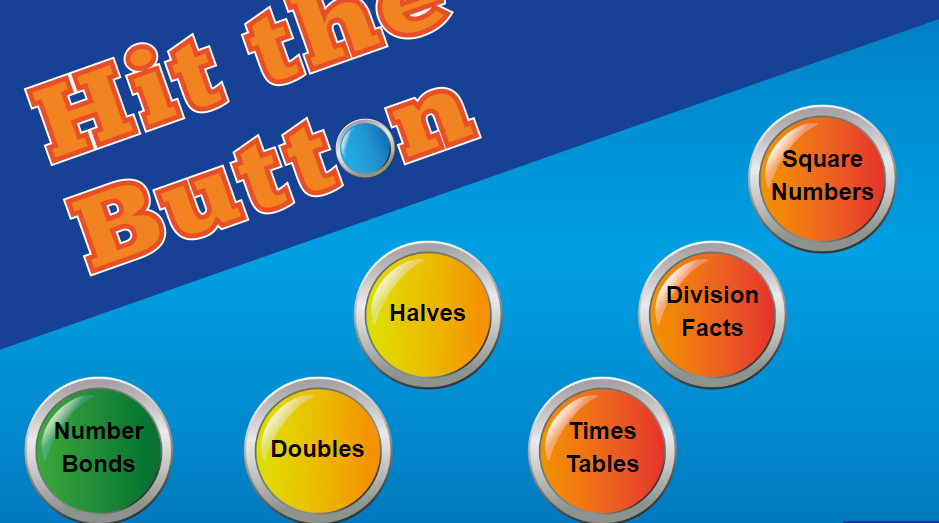 Hit the
Button
Square
Numbers
Halves
Division
Facts
Number
Bonds
Doubles
Times
Tables